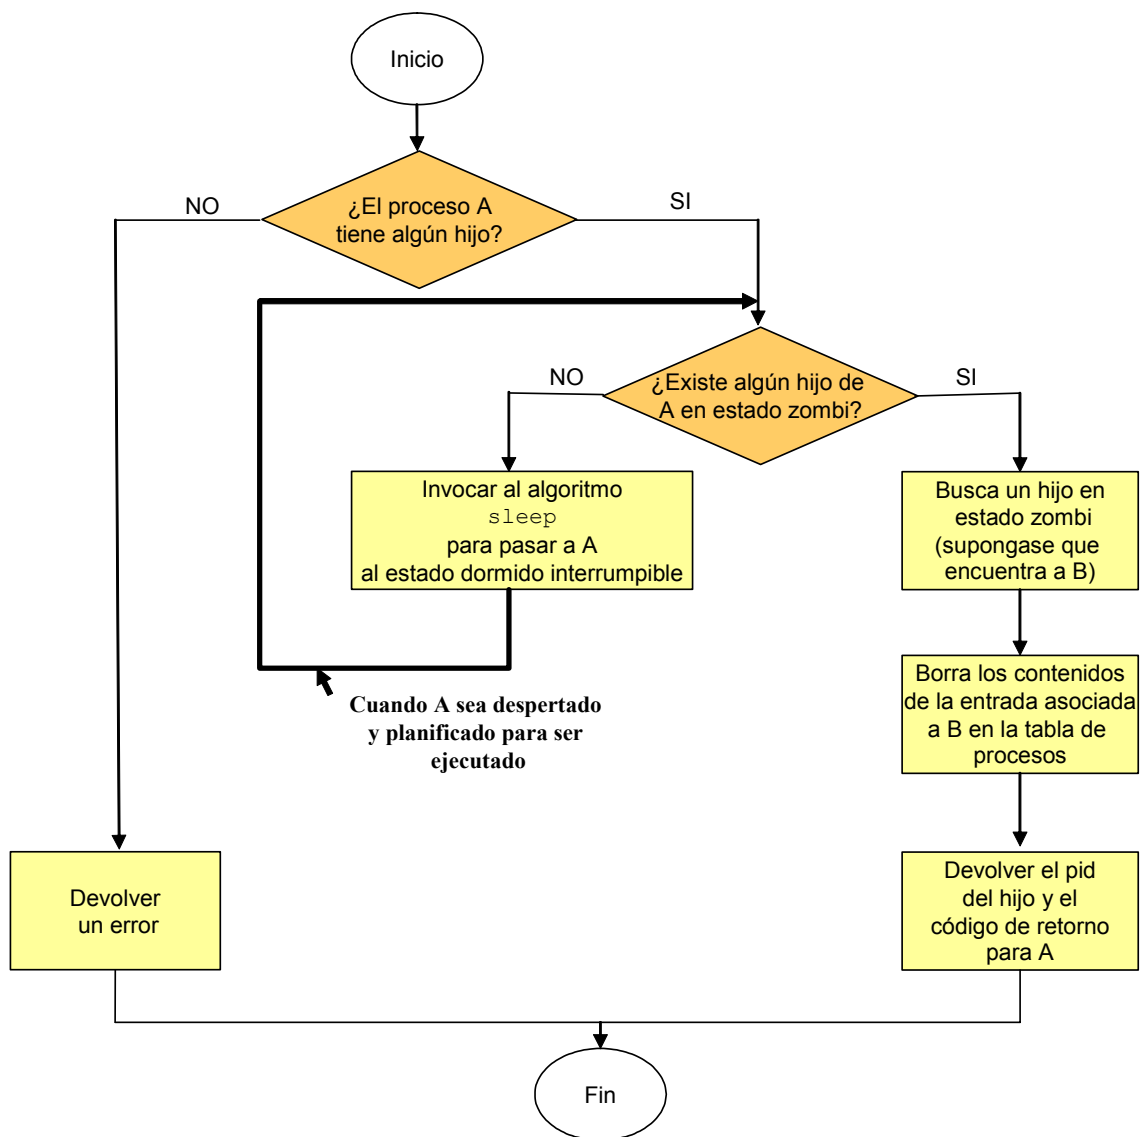 Inicio
¿El proceso A
tiene algún hijo?
NO
SI
¿Existe algún hijo de
A en estado zombi?
NO
SI
Invocar al algoritmo
sleep
para pasar a A
al estado dormido interrumpible
Busca un hijo en
estado zombi
(supongase que
encuentra a B)
Cuando A sea despertado
y planificado para ser
ejecutado
Borra los contenidos
de la entrada asociada
a B en la tabla de
procesos
Devolver
un error
Devolver el pid
del hijo y el
código de retorno
para A
Fin